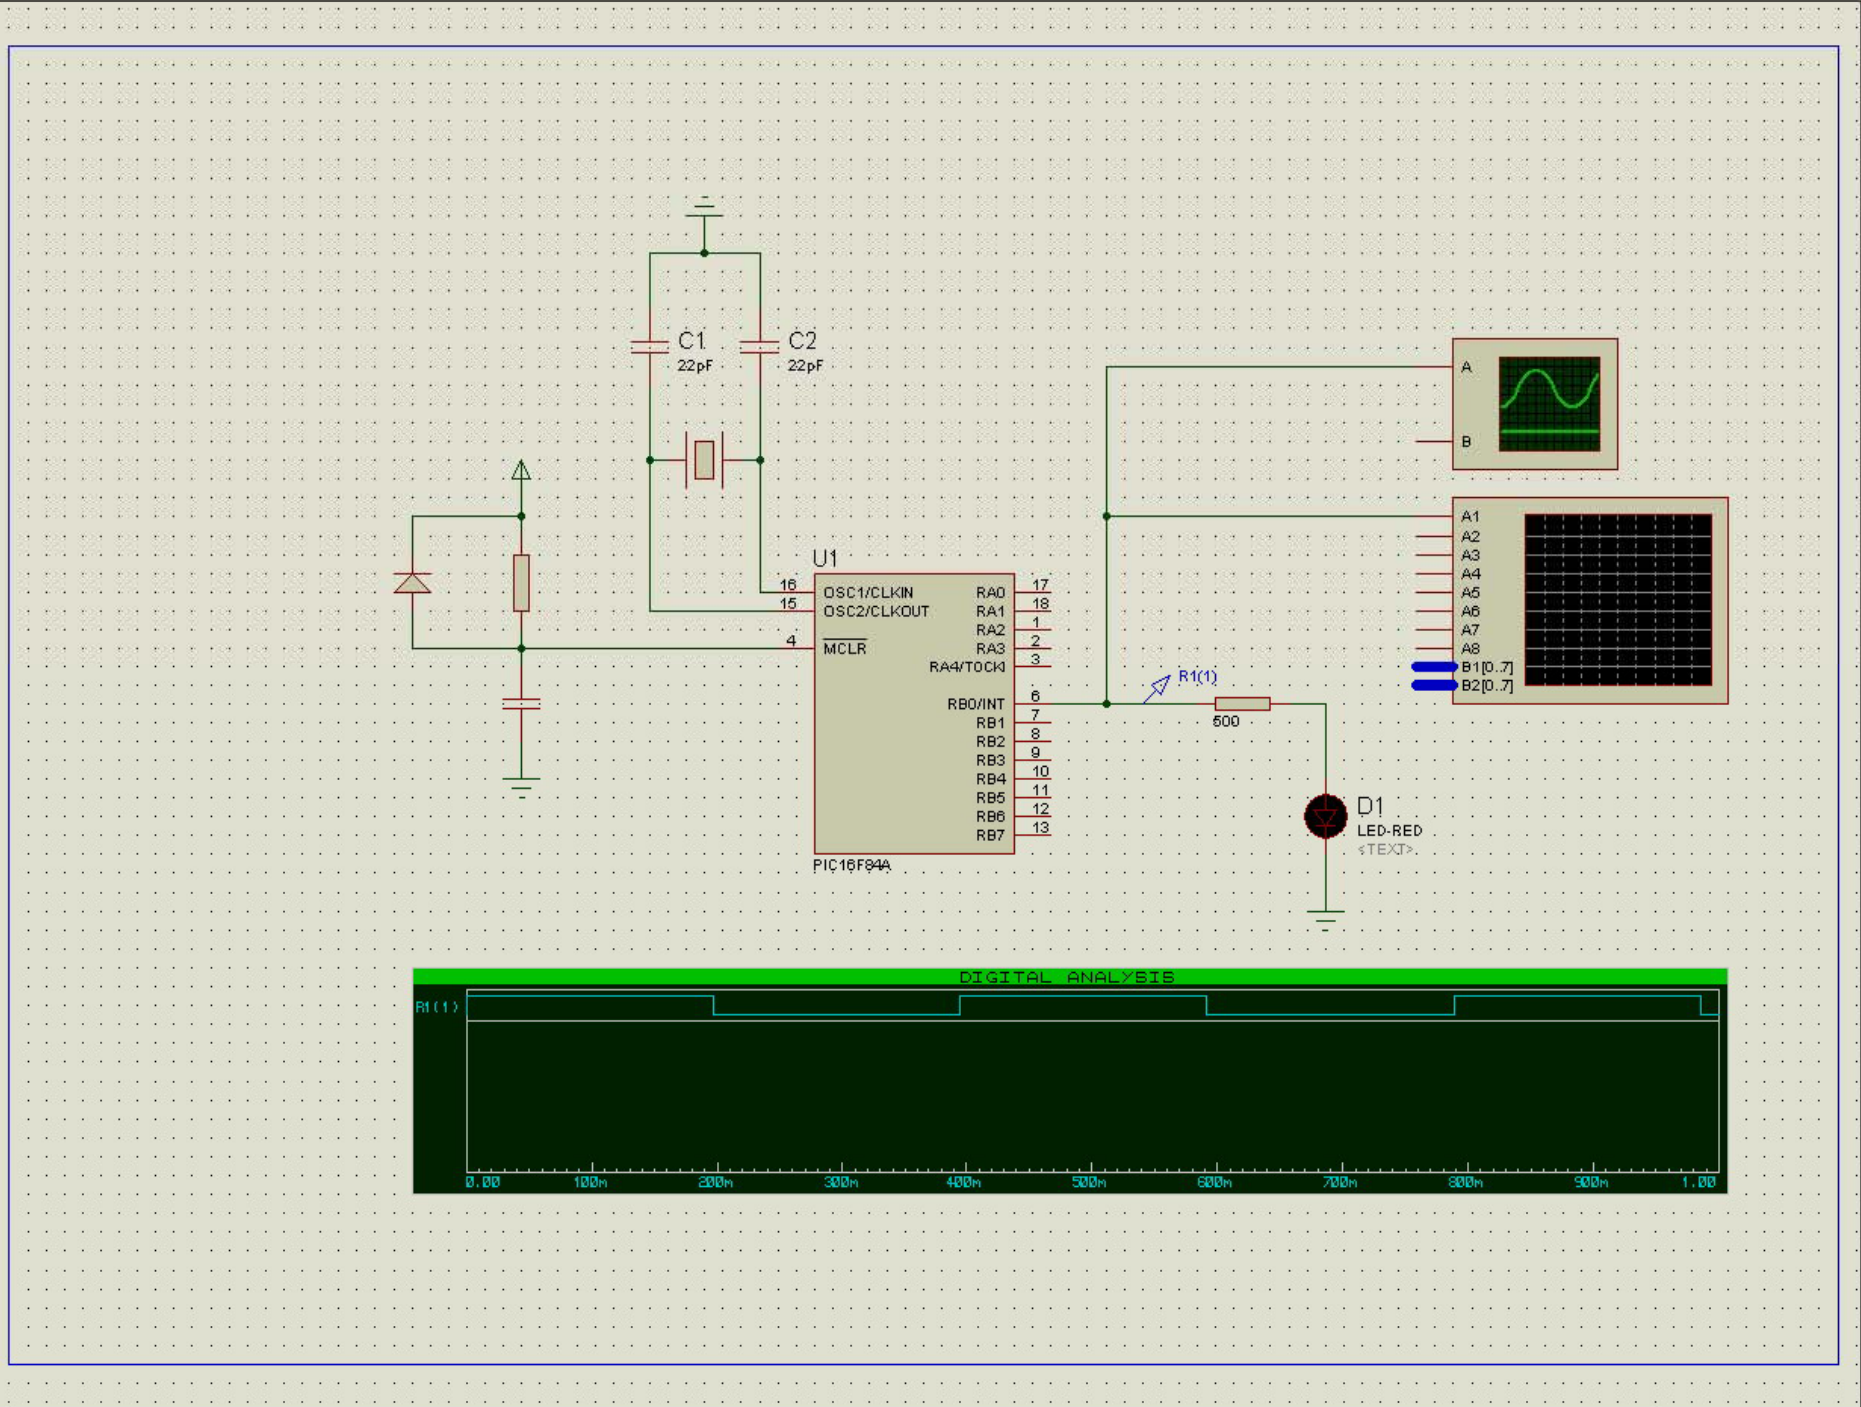 C1
22pF
C2
22pF
A
B
A1
A2
A3
A4
A5
A6
A7
A8
B1[0..7]
B2[0..7]
U1
16
OSC1/CLKIN
15
OSC2/CLKOUT
4
MCLR
RA0
17
RA1
18
RA2
1
RA3
2
RA4/T0CKI
3
RB0/INT
6
RB1
7
RB2
8
RB3
9
RB4
10
RB5
11
RB6
12
RB7
13
PIC16F84A
R1(1)
500
D1
LED-RED
<TEXT>
DIGITAL ANALYSIS
R1(1)
0.00 100m 200m 300m 400m 500m 600m 700m 800m 900m 1.00